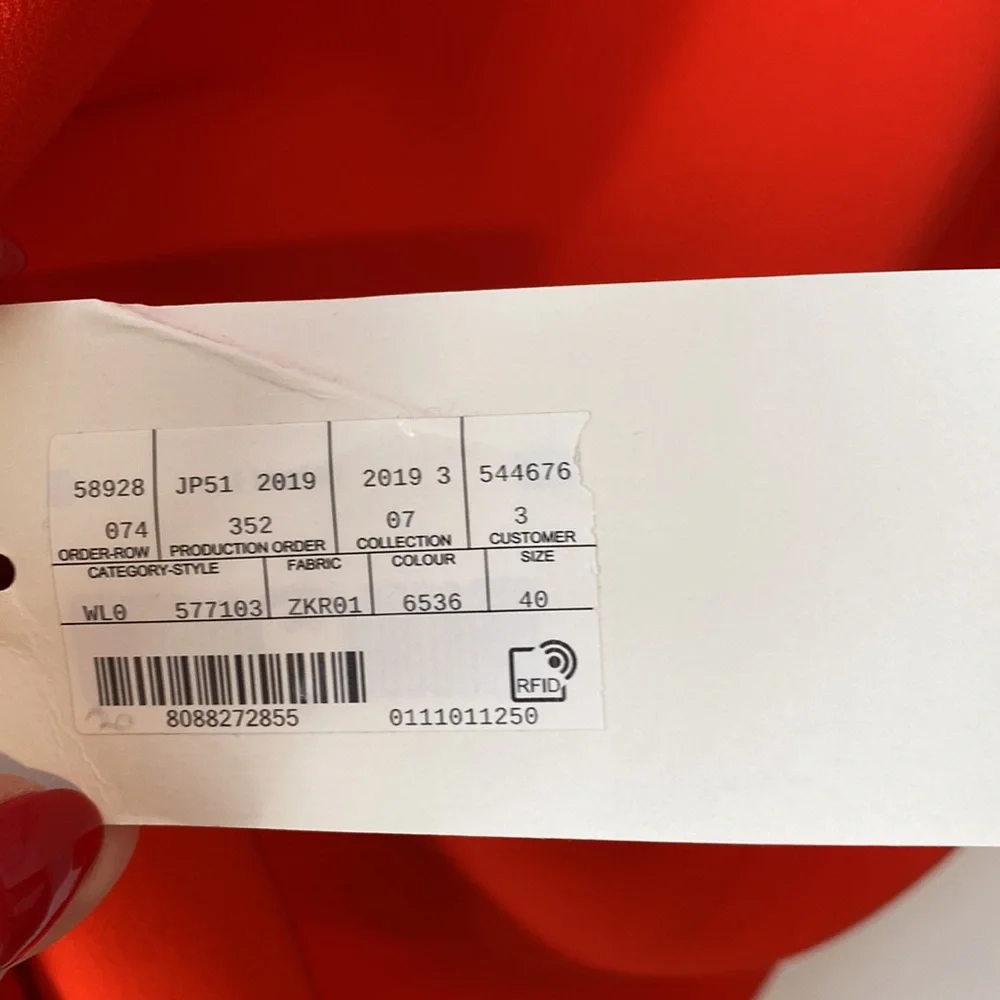 58928 JP51 2019 2019 3 544676
074 352 07 3
ORDER-ROW PRODUCTION ORDER COLLECTION CUSTOMER
CATEGORY-STYLE FABRIC COLOUR SIZE
WL0 577103 ZKR01 6536 40
RFID
8088272855 0111011250